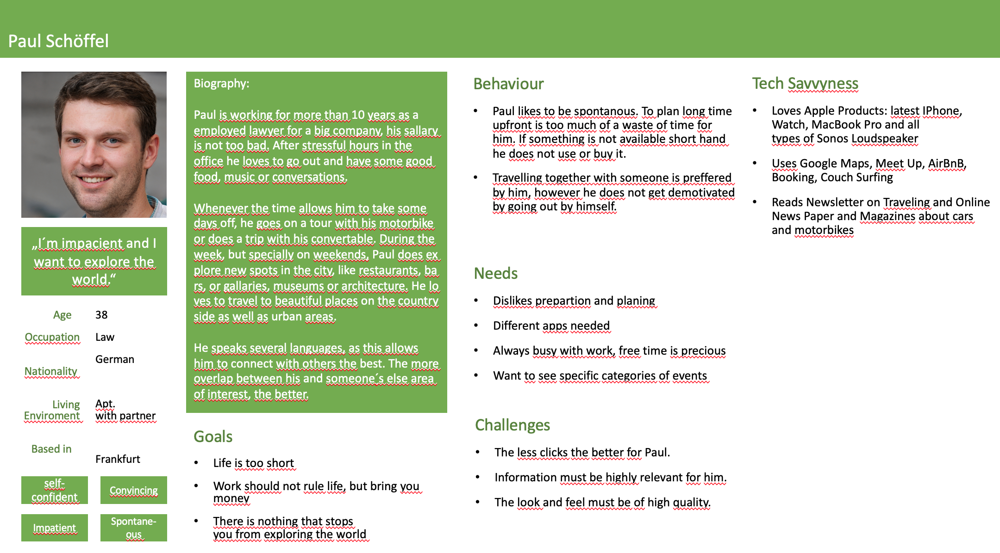 Paul Schöffel
„I´m impacient and I
want to explore the
world.“
Age 38
Occupation Law
Nationality German
Living
Enviroment
Apt.
with partner
Based in Frankfurt
self-
confident
Convincing
Impatient
Spontane-
ous
Biography:
Paul is working for more than 10 years as a
employed lawyer for a big company, his sallary
is not too bad. After stressful hours in the
office he loves to go out and have some good
food, music or conversations.
Whenever the time allows him to take some
days off, he goes on a tour with his motorbike
or does a trip with his convertable. During the
week, but specially on weekends, Paul does ex
plore new spots in the city, like restaurants, ba
rs, or gallaries, museums or architecture. He lo
ves to travel to beautiful places on the country
side as well as urban areas.
He speaks several languages, as this allows
him to connect with others the best. The more
overlap between his and someone´s else area
of interest, the better.
Goals
• Life is too short
• Work should not rule life, but bring you
money
• There is nothing that stops
you from exploring the world
Behaviour
• Paul likes to be spontanous. To plan long time
upfront is too much of a waste of time for
him. If something is not available short hand
he does not use or buy it.
• Travelling together with someone is preffered
by him, however he does not get demotivated
by going out by himself.
Needs
• Dislikes prepartion and planing
• Different apps needed
• Always busy with work, free time is precious
• Want to see specific categories of events
Challenges
• The less clicks the better for Paul.
• Information must be highly relevant for him.
• The look and feel must be of high quality.
Tech Savvyness
• Loves Apple Products: latest IPhone,
Watch, MacBook Pro and all
types of Sonos Loudspeaker
• Uses Google Maps, Meet Up, AirBnB,
Booking, Couch Surfing
• Reads Newsletter on Traveling and Online
News Paper and Magazines about cars
and motorbikes